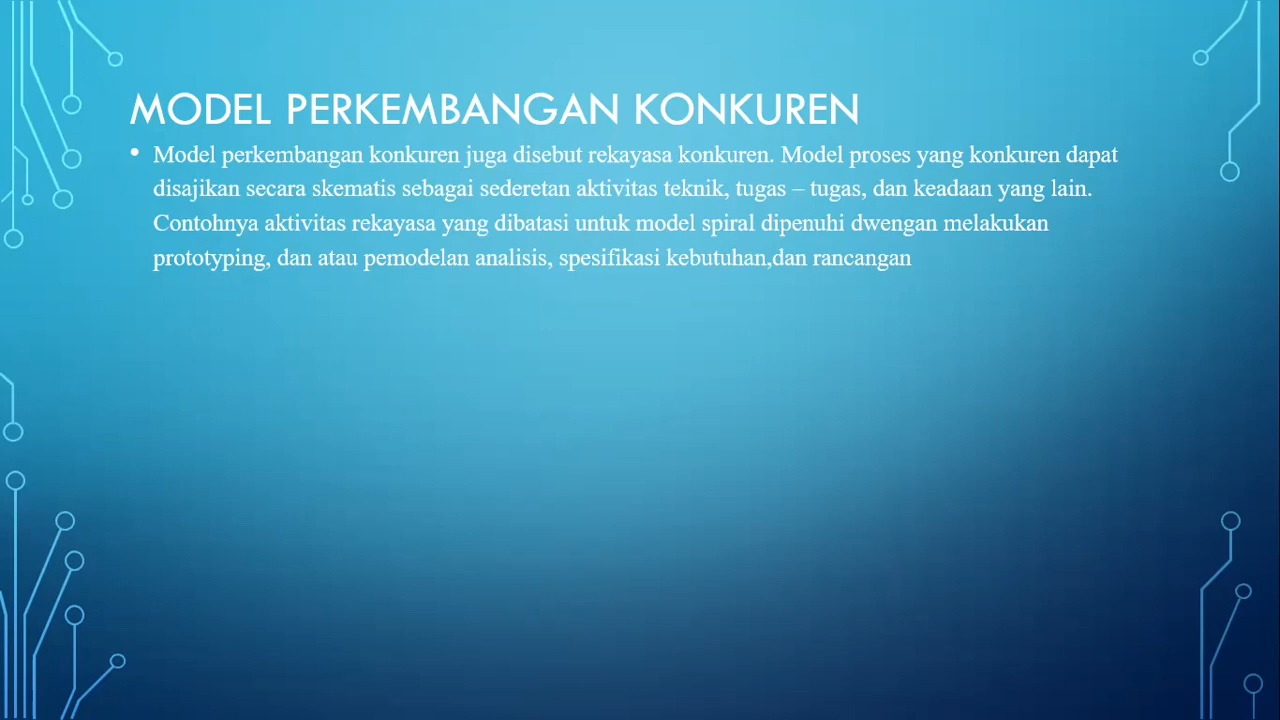 MODEL PERKEMBANGAN KONKUREN
• Model perkembangan konkuren juga disebut rekayasa konkuren. Model proses yang konkuren dapat
disajikan secara skematis sebagai sederetan aktivitas teknik, tugas – tugas, dan keadaan yang lain.
Contohnya aktivitas rekayasa yang dibatasi untuk model spiral dipenuhi dwengan melakukan
prototyping, dan atau pemodelan analisis, spesifikasi kebutuhan,dan rancangan